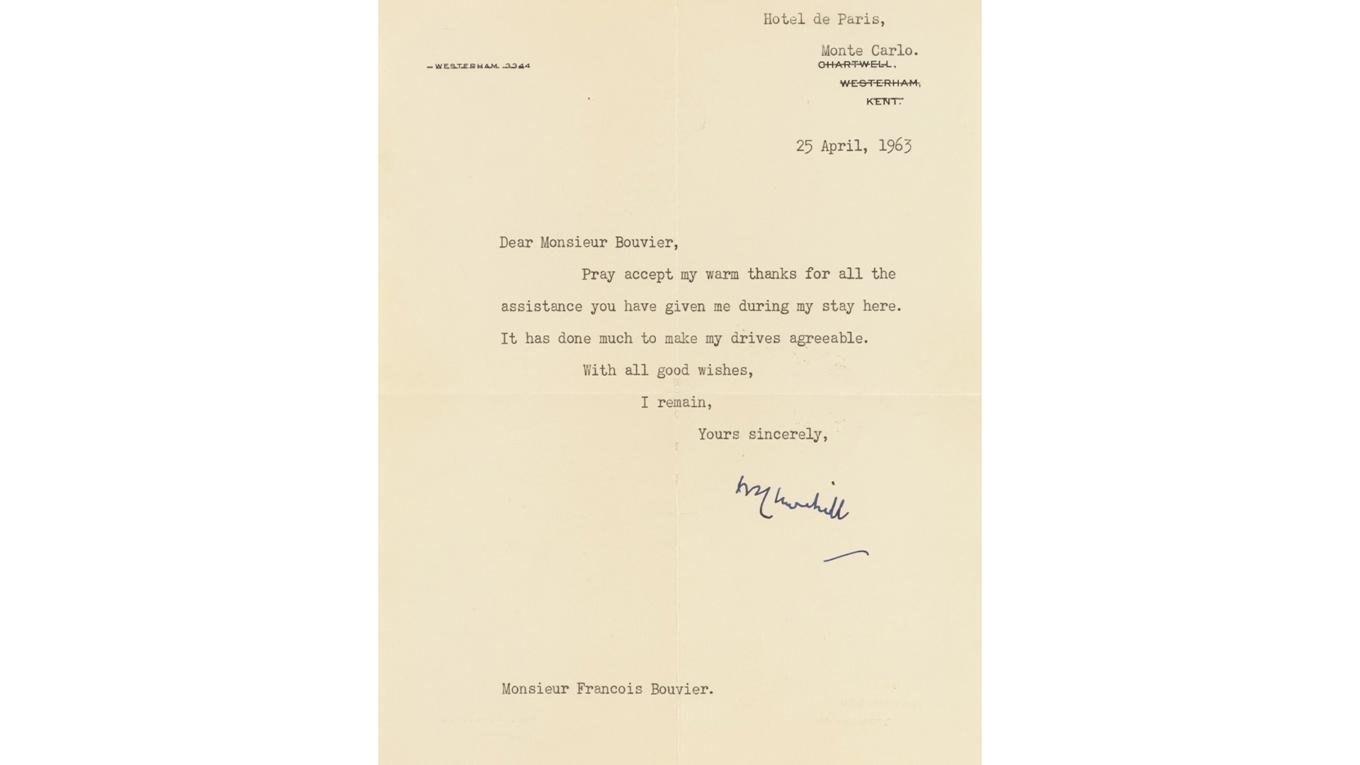 Hotel de Paris,
Monte Carlo.
WESTERHAM 3344
CHARTWELL.
WESTERHAM,
KENT.
25 April, 1963
Dear Monsieur Bouvier,
Pray accept my warm thanks for all the
assistance you have given me during my stay here.
It has done much to make my drives agreeable.
With all good wishes,
I remain,
Yours sincerely,
W Churchill
Monsieur Francois Bouvier.